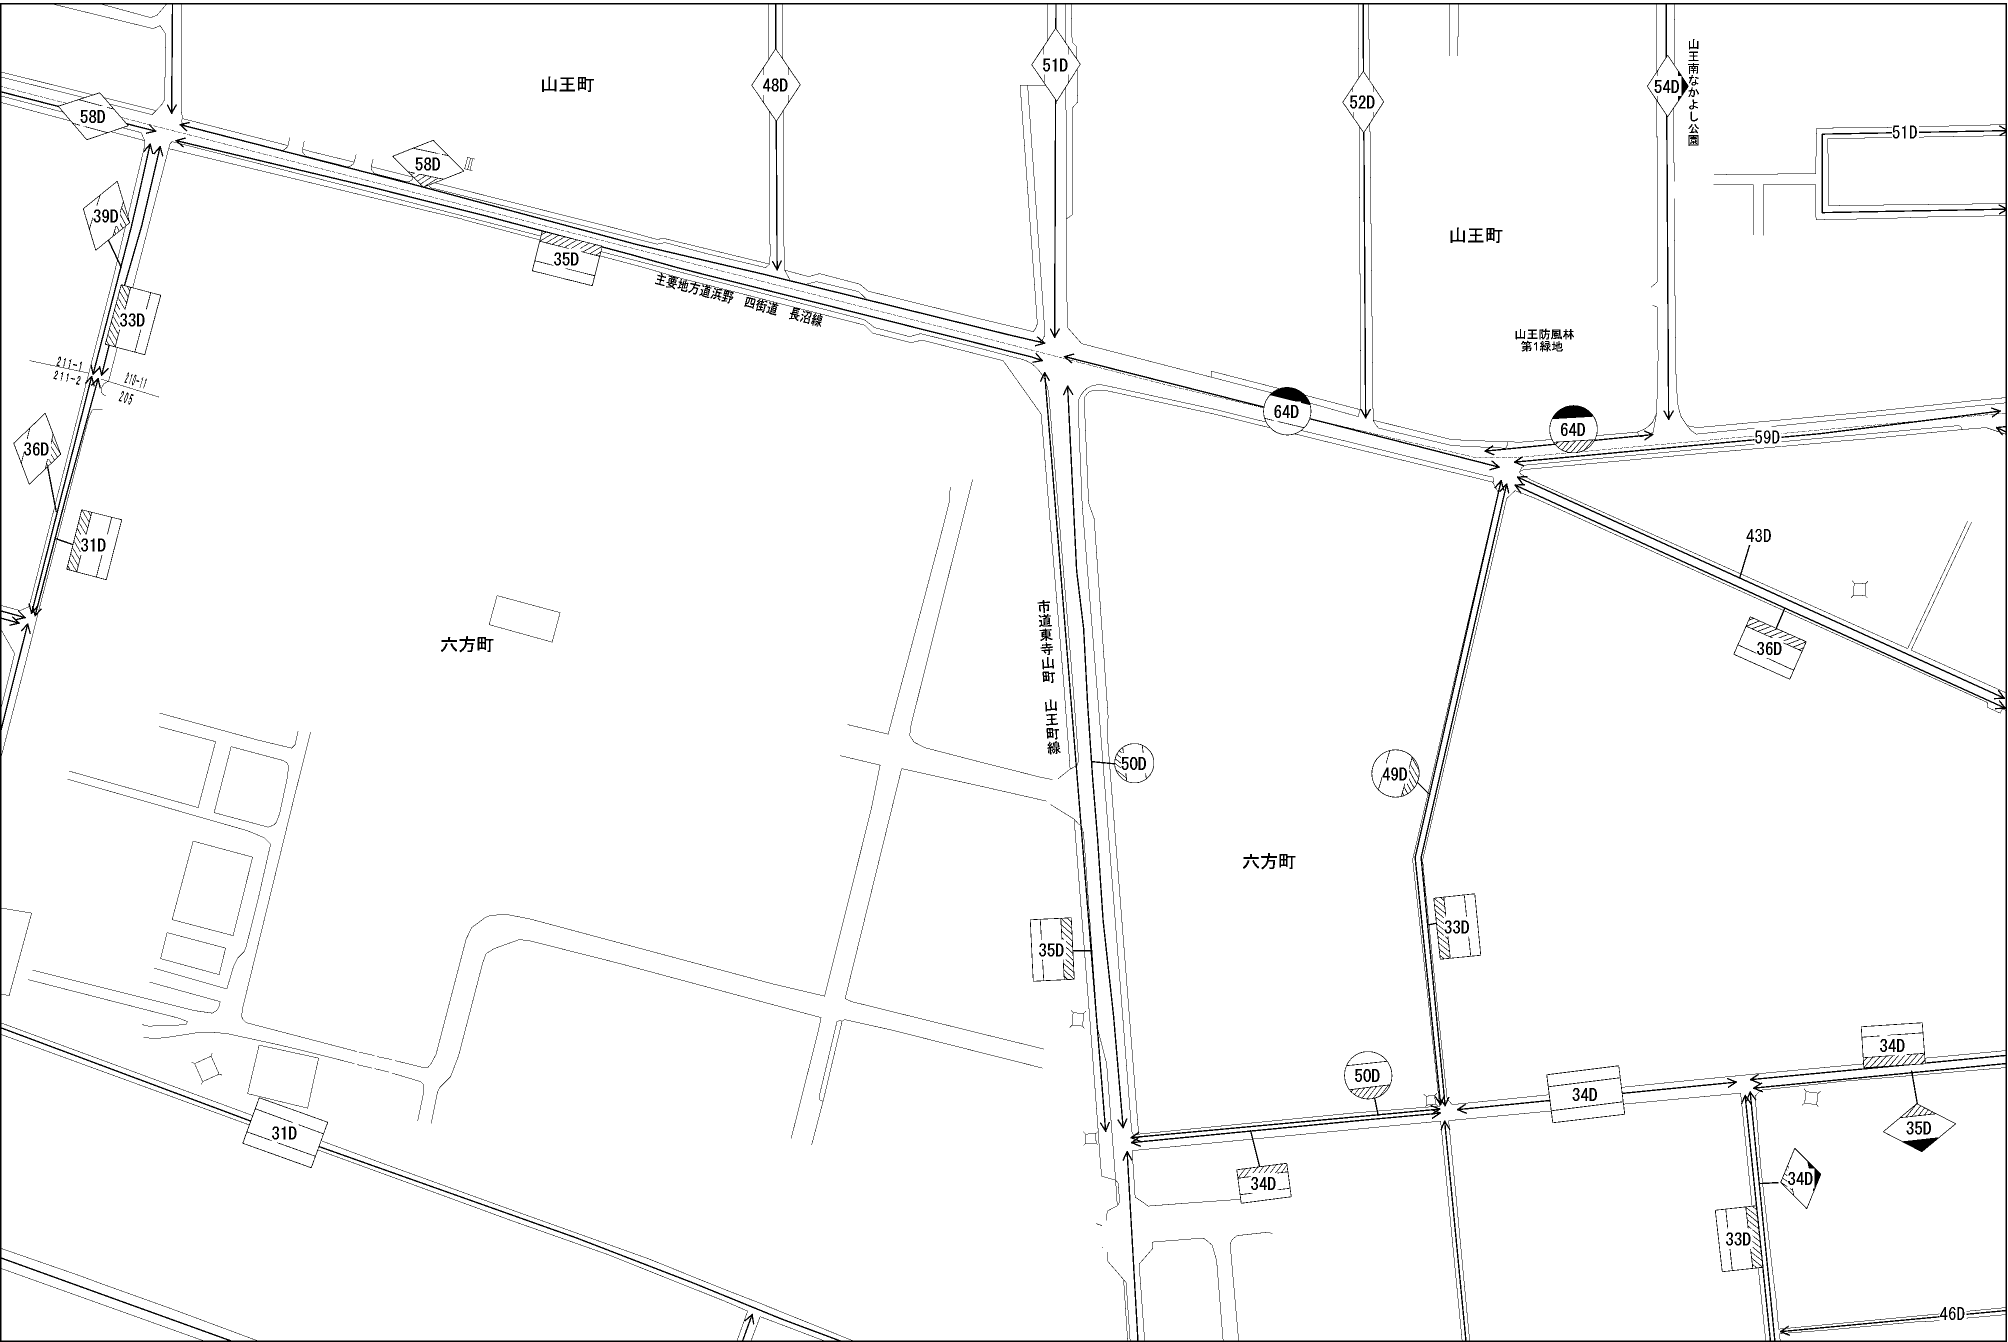 51D
山王町
48D
52D
54D
山王南なかよし公園
58D
51D
58D
39D
山王町
35D
主要地方道浜野　四街道　長沼線
33D
山王防風林
第1緑地
211-1
211-2
210-11
205
64D
64D
59D
36D
31D
43D
市道東寺山町　山王町線
六方町
36D
50D
49D
六方町
33D
35D
34D
50D
34D
31D
35D
34D
34D
33D
46D